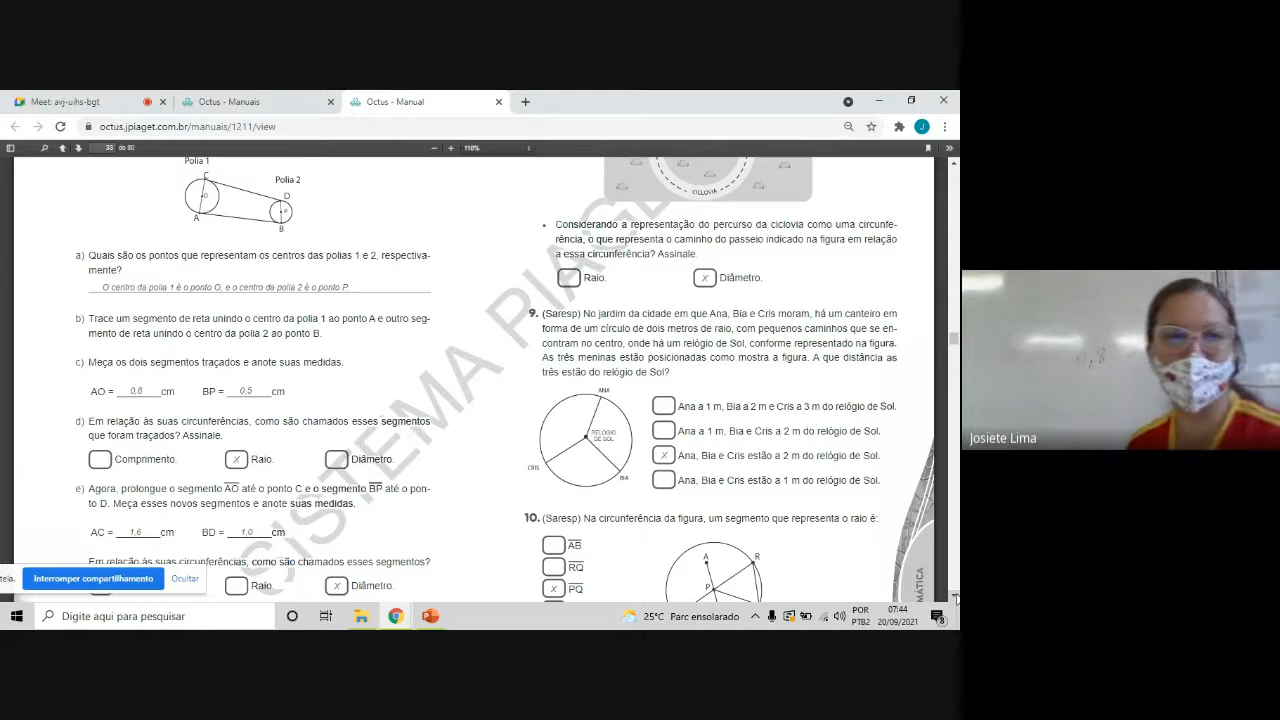 Meet: avj-uihs-bgt
Octus - Manuais
Octus - Manual
octus.jpiaget.com.br/manuais/1211/view
33 de 80
110%
Polia 1
C
Polia 2
D
O
P
A
B
a) Quais são os pontos que representam os centros das polias 1 e 2, respectiva-
mente?
O centro da polia 1 é o ponto O, e o centro da polia 2 é o ponto P.
b) Trace um segmento de reta unindo o centro da polia 1 ao ponto A e outro seg-
mento de reta unindo o centro da polia 2 ao ponto B.
c) Meça os dois segmentos traçados e anote suas medidas.
AO = 0,8 cm BP = 0,5 cm
d) Em relação às suas circunferências, como são chamados esses segmentos
que foram traçados? Assinale.
Comprimento. X Raio. Diâmetro.
e) Agora, prolongue o segmento AO até o ponto C e o segmento BP até o pon-
to D. Meça esses novos segmentos e anote suas medidas.
AC = 1,6 cm BD = 1,0 cm
Em relação às suas circunferências, como são chamados esses segmentos?
Raio. X Diâmetro.
CICLOVIA
• Considerando a representação do percurso da ciclovia como uma circunfe-
rência, o que representa o caminho do passeio indicado na figura em relação
a essa circunferência? Assinale.
Raio. X Diâmetro.
9. (Saresp) No jardim da cidade em que Ana, Bia e Cris moram, há um canteiro em
forma de um círculo de dois metros de raio, com pequenos caminhos que se en-
contram no centro, onde há um relógio de Sol, conforme representado na figura.
As três meninas estão posicionadas como mostra a figura. A que distância as
três estão do relógio de Sol?
ANA
RELÓGIO
DE SOL
CRIS
BIA
Ana a 1 m, Bia a 2 m e Cris a 3 m do relógio de Sol.
Ana a 1 m, Bia e Cris a 2 m do relógio de Sol.
X Ana, Bia e Cris estão a 2 m do relógio de Sol.
Ana, Bia e Cris estão a 1 m do relógio de Sol.
10. (Saresp) Na circunferência da figura, um segmento que representa o raio é:
AB
RQ
X PQ
A
R
P
SISTEMA PIAGE
MÁTICA
tela.
Interromper compartilhamento
Ocultar
Digite aqui para pesquisar
25°C Parc ensolarado
POR
PTB2
07:44
20/09/2021
8
0,8
Josiete Lima